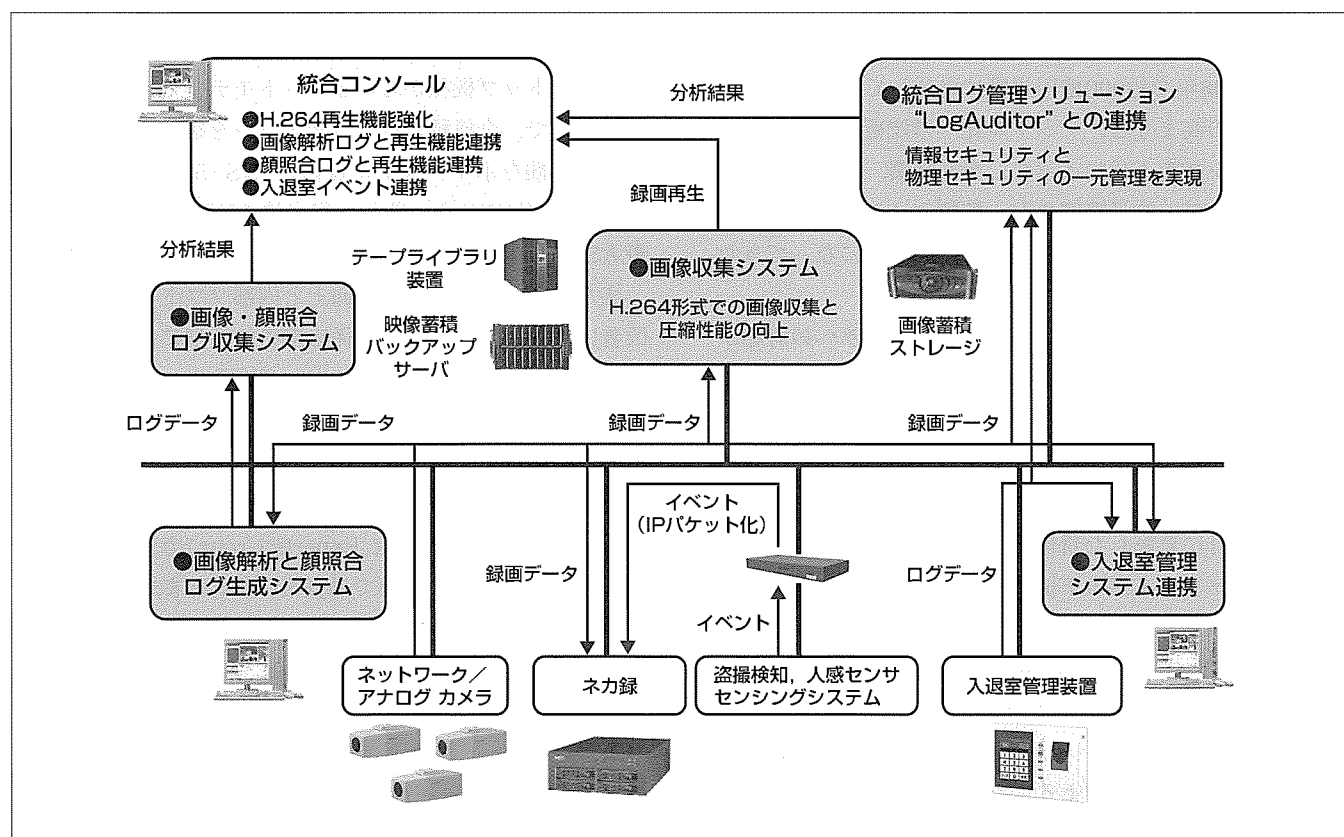 統合コンソール
●H.264再生機能強化
●画像解析ログと再生機能連携
●顔照合ログと再生機能連携
●入退室イベント連携
分析結果
●統合ログ管理ソリューション
“LogAuditor”との連携
情報セキュリティと
物理セキュリティの一元管理を実現
録画再生
分析結果
テープライブラリ
装置
●画像収集システム
H.264形式での画像収集と
圧縮性能の向上
●画像・顔照合
ログ収集システム
映像蓄積
バックアップ
サーバ
画像蓄積
ストレージ
ログデータ
録画データ
録画データ
録画データ
イベント
(IPパケット化)
●画像解析と顔照合
ログ生成システム
録画データ
ログデータ
●入退室管理
システム連携
イベント
ネットワーク/
アナログ カメラ
ネカ録
盗撮検知,人感センサ
センシングシステム
入退室管理装置